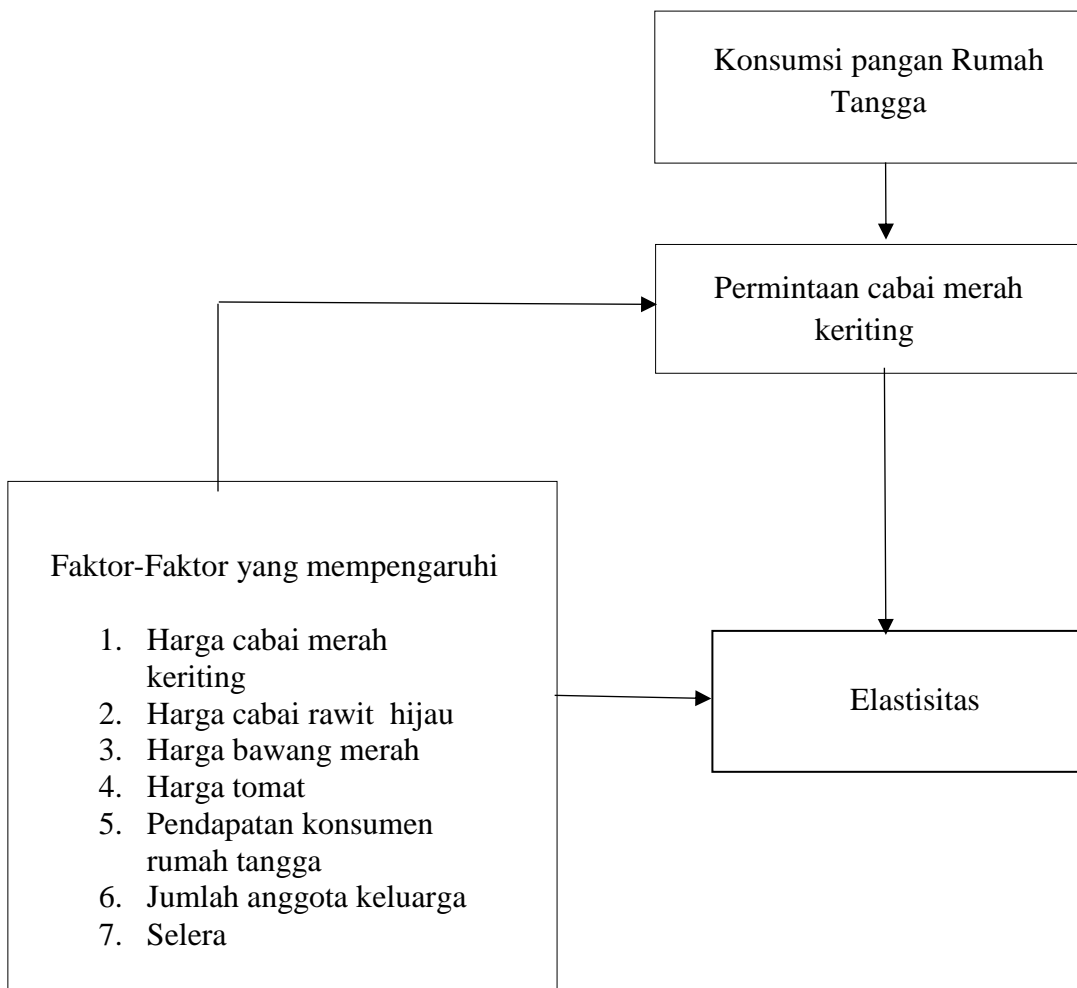 Konsumsi pangan Rumah
Tangga
Permintaan cabai merah
keriting
Faktor-Faktor yang mempengaruhi
1. Harga cabai merah
keriting
2. Harga cabai rawit  hijau
3. Harga bawang merah
4. Harga tomat
5. Pendapatan konsumen
rumah tangga
6. Jumlah anggota keluarga
7. Selera
Elastisitas